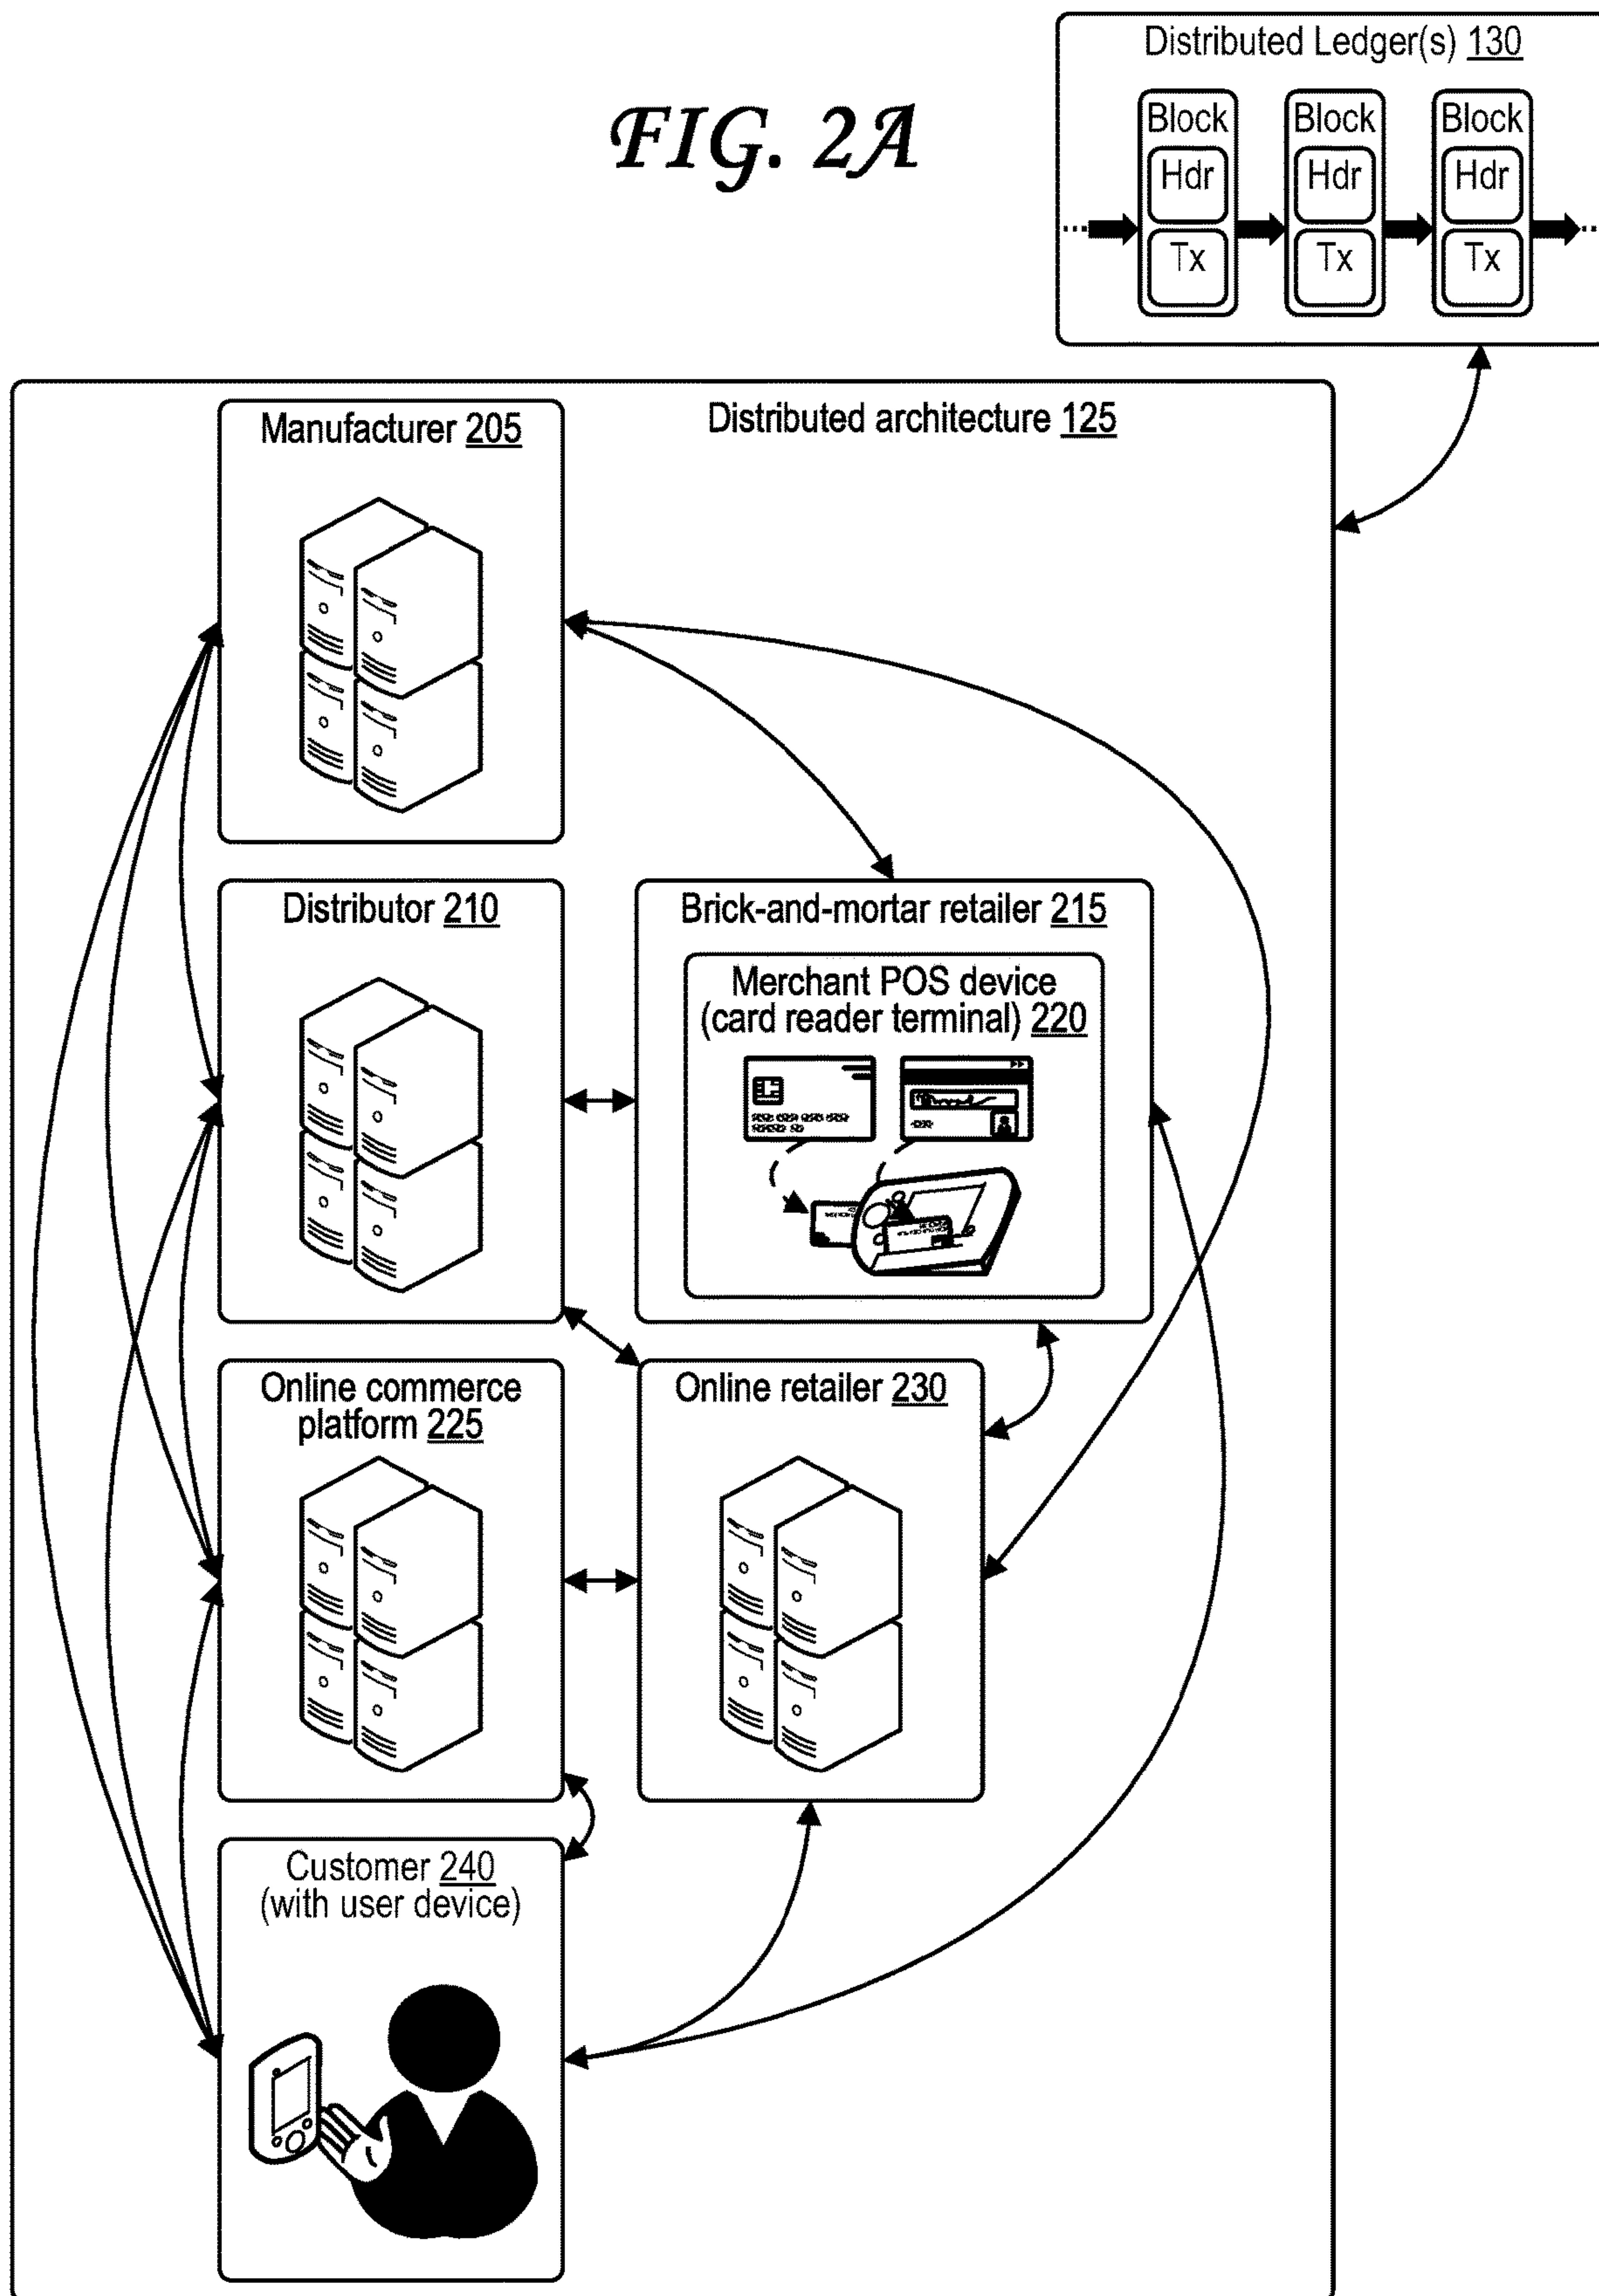 FIG. 2A
Distributed Ledger(s) 130
Block
Block
Block
Hdr
Hdr
Hdr
Tx
Tx
Tx
Distributed architecture 125
Manufacturer 205
Distributor 210
Brick-and-mortar retailer 215
Merchant POS device
(card reader terminal) 220
Online commerce
platform 225
Online retailer 230
Customer 240
(with user device)